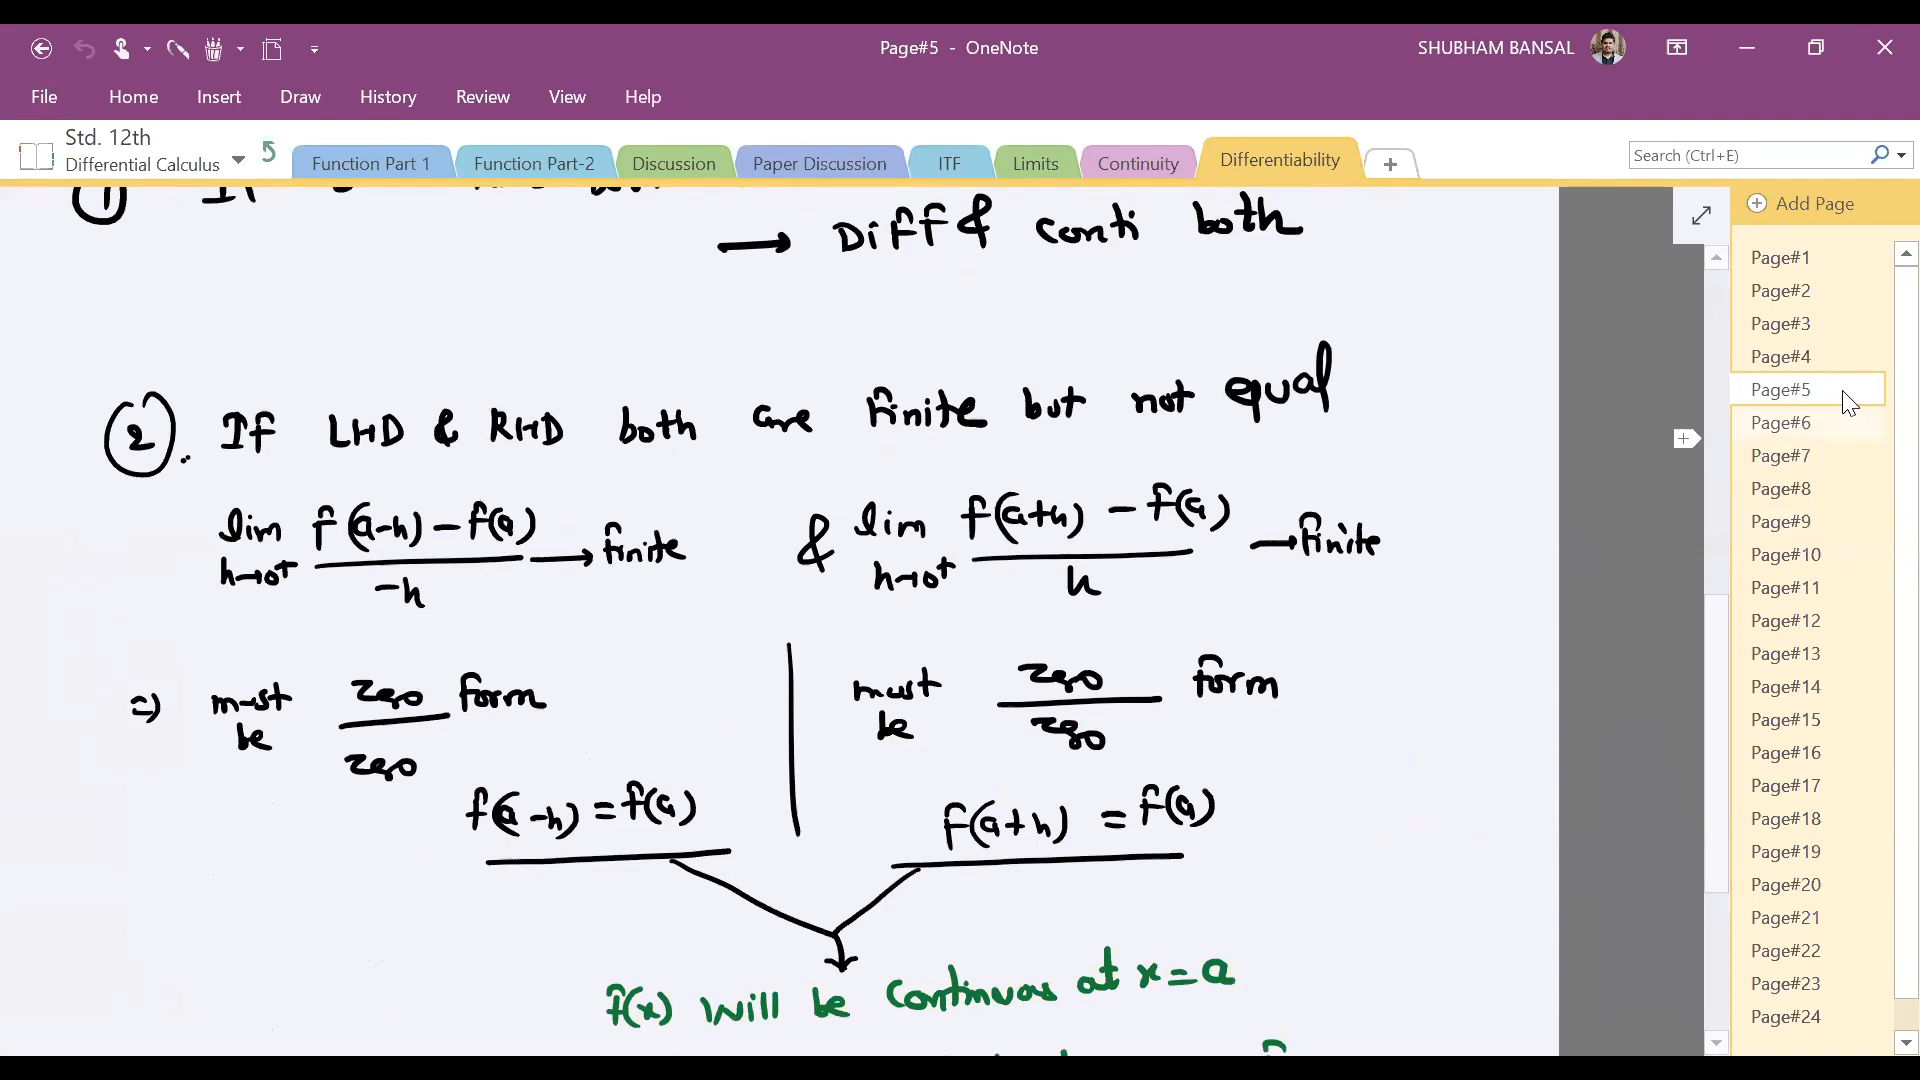 Page#5 - OneNote
SHUBHAM BANSAL
File Home Insert Draw History Review View Help
Std. 12th
Differential Calculus
Function Part 1 Function Part-2 Discussion Paper Discussion ITF Limits Continuity Differentiability
Search (Ctrl+E)
Add Page
① If
→ Diff & conti both
②. If LHD & RHD both are finite but not equal
lim h→0⁺ f(a-h) - f(a) / -h → finite & lim h→0⁺ f(a+h) - f(a) / h → finite
⇒ must be zero/zero form must be zero/zero form
f(a-h) = f(a) f(a+h) = f(a)
f(x) will be continuous at x=a
Page#1
Page#2
Page#3
Page#4
Page#5
Page#6
Page#7
Page#8
Page#9
Page#10
Page#11
Page#12
Page#13
Page#14
Page#15
Page#16
Page#17
Page#18
Page#19
Page#20
Page#21
Page#22
Page#23
Page#24